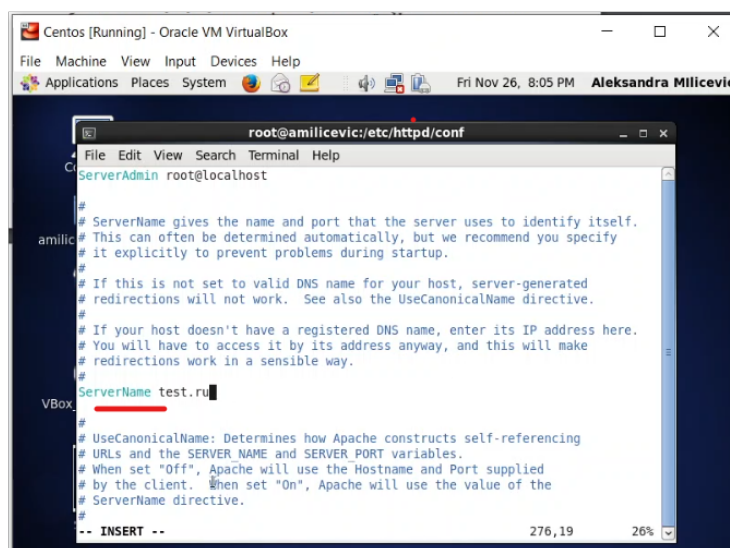 Centos [Running] - Oracle VM VirtualBox
File Machine View Input Devices Help
Applications Places System Fri Nov 26, 8:05 PM Aleksandra MIlicevic
root@amilicevic:/etc/httpd/conf
File Edit View Search Terminal Help
ServerAdmin root@localhost
#
# ServerName gives the name and port that the server uses to identify itself.
# This can often be determined automatically, but we recommend you specify
# it explicitly to prevent problems during startup.
#
# If this is not set to valid DNS name for your host, server-generated
# redirections will not work.  See also the UseCanonicalName directive.
#
# If your host doesn't have a registered DNS name, enter its IP address here.
# You will have to access it by its address anyway, and this will make
# redirections work in a sensible way.
#
ServerName test.ru
#
# UseCanonicalName: Determines how Apache constructs self-referencing
# URLs and the SERVER_NAME and SERVER_PORT variables.
# When set "Off", Apache will use the Hostname and Port supplied
# by the client.  When set "On", Apache will use the value of the
# ServerName directive.
#
-- INSERT -- 276,19 26%
amilic
VBox_